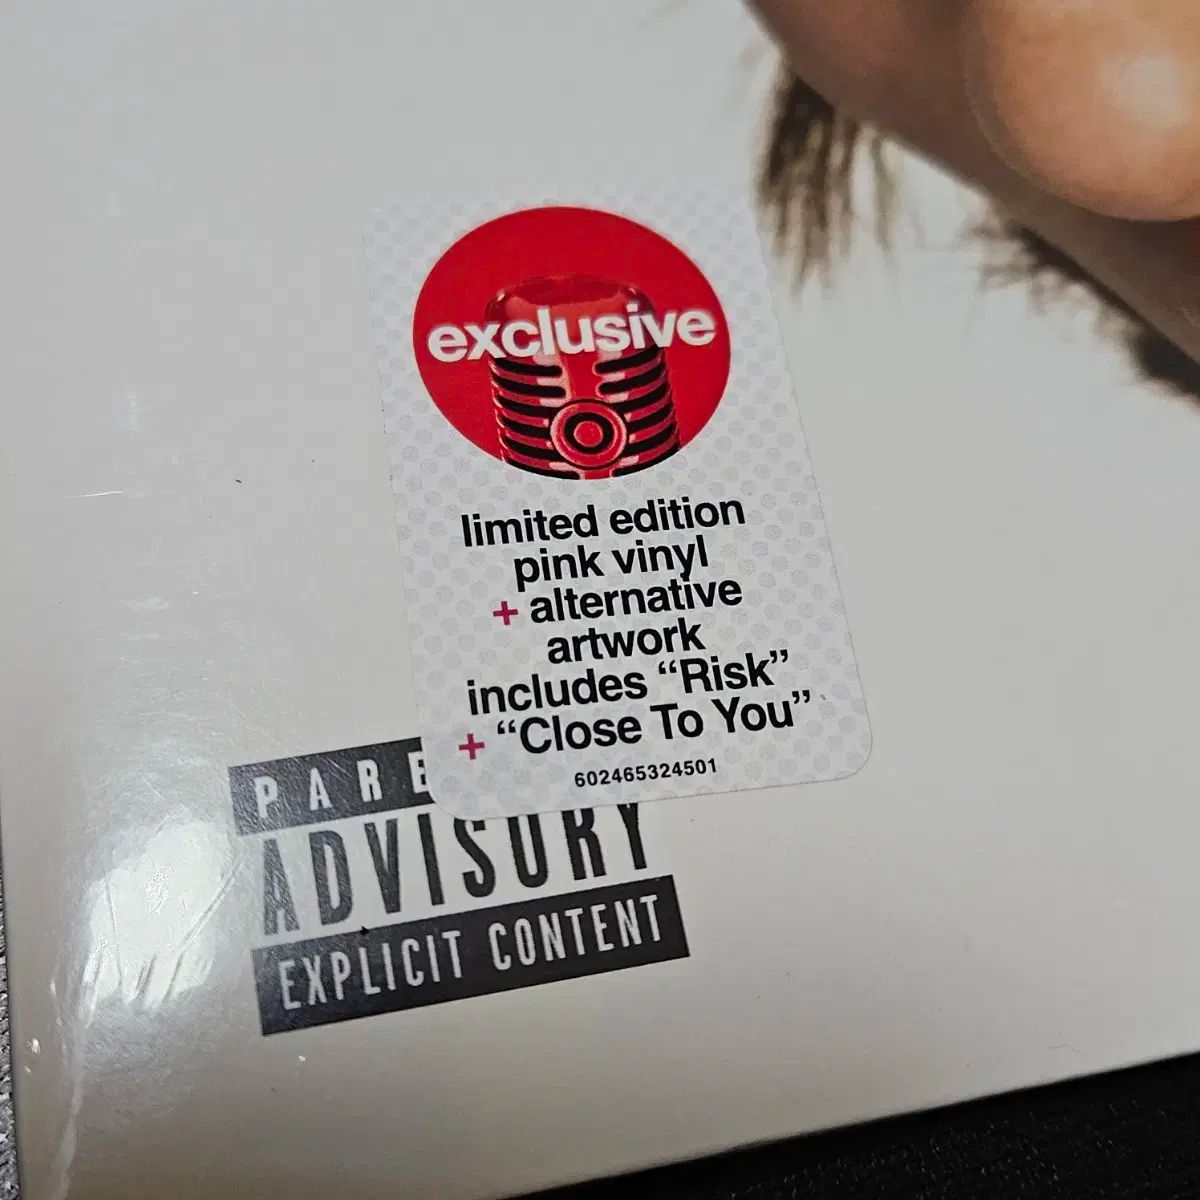 exclusive
limited edition
pink vinyl
+ alternative
artwork
includes “Risk”
+ “Close To You”
602465324501
PARE
ADVISORY
EXPLICIT CONTENT